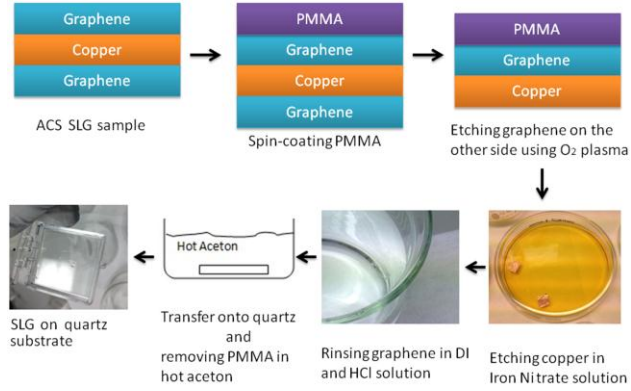 Graphene
Copper
Graphene
ACS SLG sample
PMMA
Graphene
Copper
Graphene
Spin-coating PMMA
PMMA
Graphene
Copper
Etching graphene on the
other side using O₂ plasma
Etching copper in
Iron Nitrate solution
Rinsing graphene in DI
and HCl solution
Hot Aceton
Transfer onto quartz
and
removing PMMA in
hot aceton
SLG on quartz
substrate